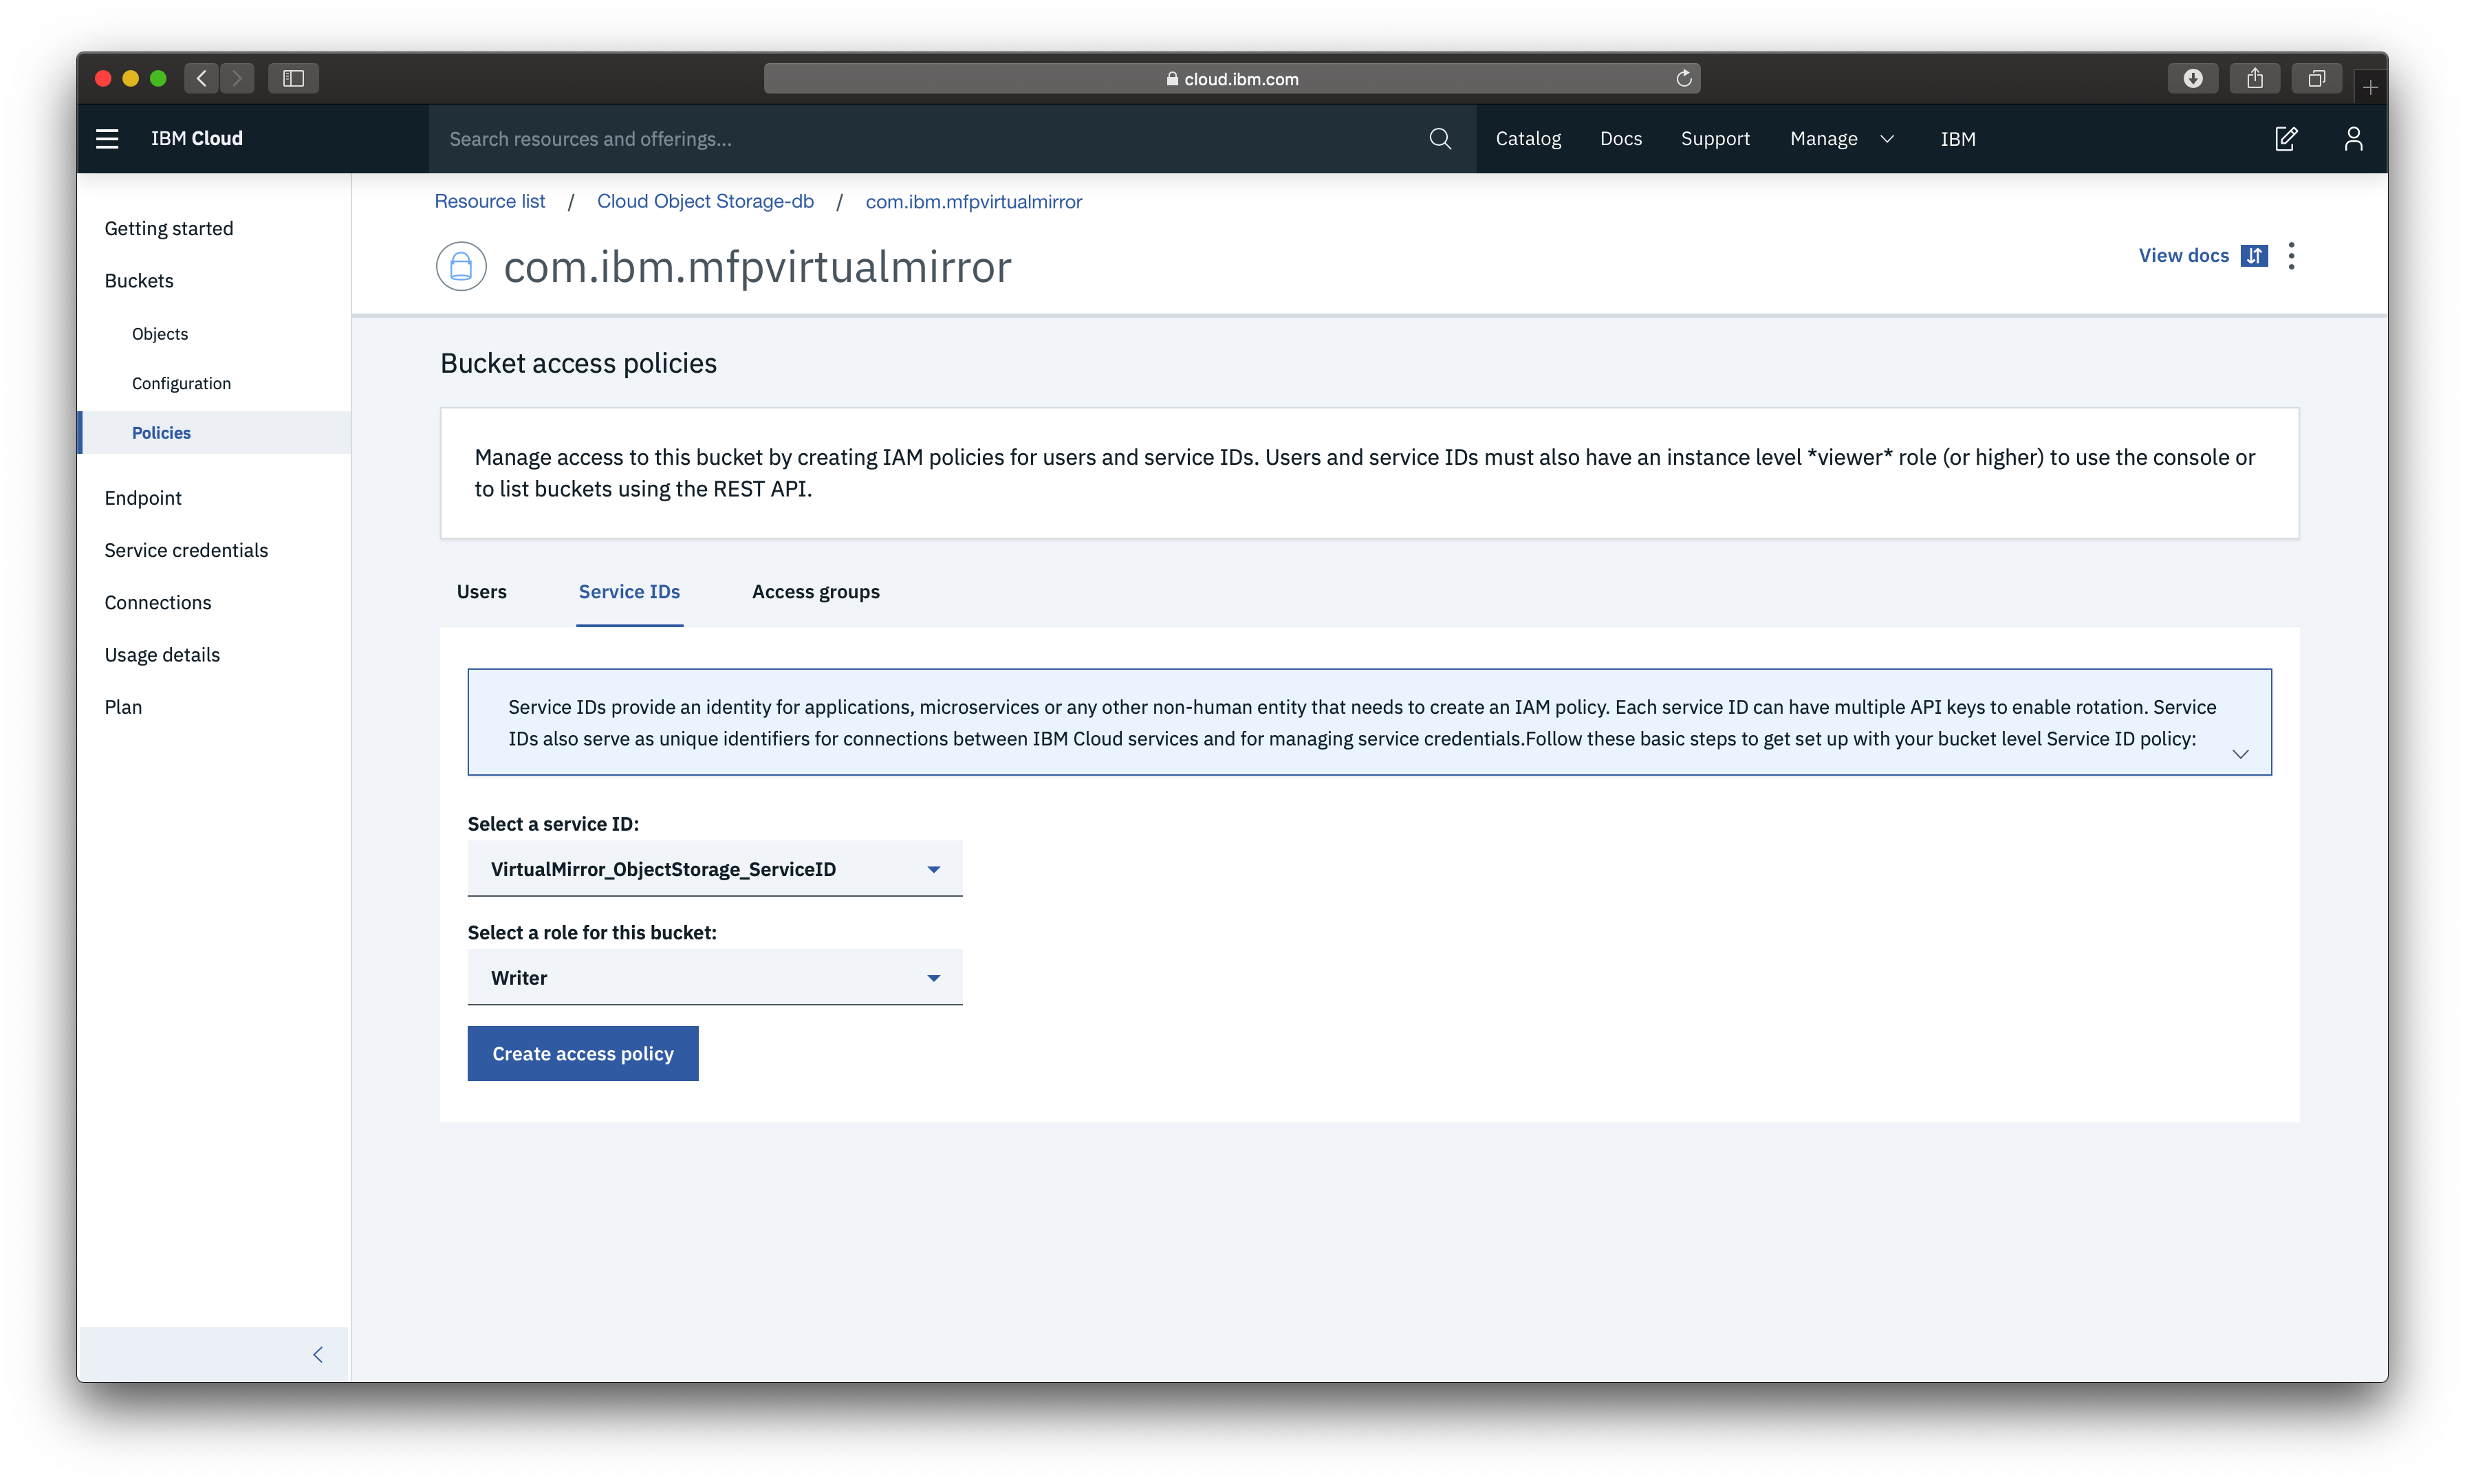 cloud.ibm.com
IBM Cloud
Search resources and offerings...
Catalog
Docs
Support
Manage
IBM
Getting started
Buckets
Objects
Configuration
Policies
Endpoint
Service credentials
Connections
Usage details
Plan
Resource list / Cloud Object Storage-db / com.ibm.mfpvirtualmirror
com.ibm.mfpvirtualmirror
View docs
Bucket access policies
Manage access to this bucket by creating IAM policies for users and service IDs. Users and service IDs must also have an instance level *viewer* role (or higher) to use the console or
to list buckets using the REST API.
Users
Service IDs
Access groups
Service IDs provide an identity for applications, microservices or any other non-human entity that needs to create an IAM policy. Each service ID can have multiple API keys to enable rotation. Service
IDs also serve as unique identifiers for connections between IBM Cloud services and for managing service credentials.Follow these basic steps to get set up with your bucket level Service ID policy:
Select a service ID:
VirtualMirror_ObjectStorage_ServiceID
Select a role for this bucket:
Writer
Create access policy